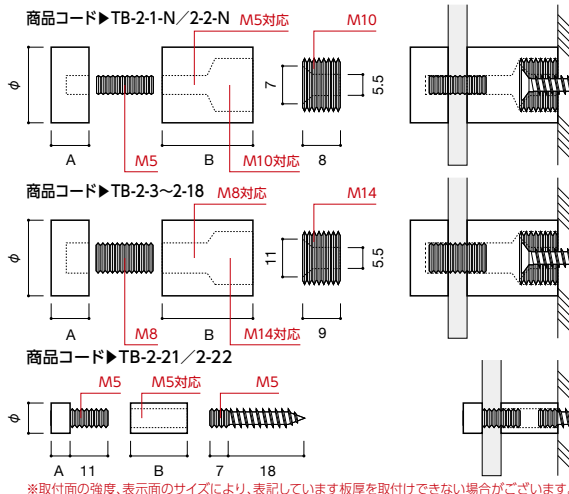 商品コード▶TB-2-1-N／2-2-N
M5対応
M10
φ
7
5.5
A
M5
B
M10対応
8
商品コード▶TB-2-3〜2-18
M8対応
M14
φ
11
5.5
A
M8
B
M14対応
9
商品コード▶TB-2-21／2-22
M5
M5対応
M5
φ
A
11
B
7
18
※取付面の強度、表示面のサイズにより、表記しています板厚を取付けできない場合がございます。